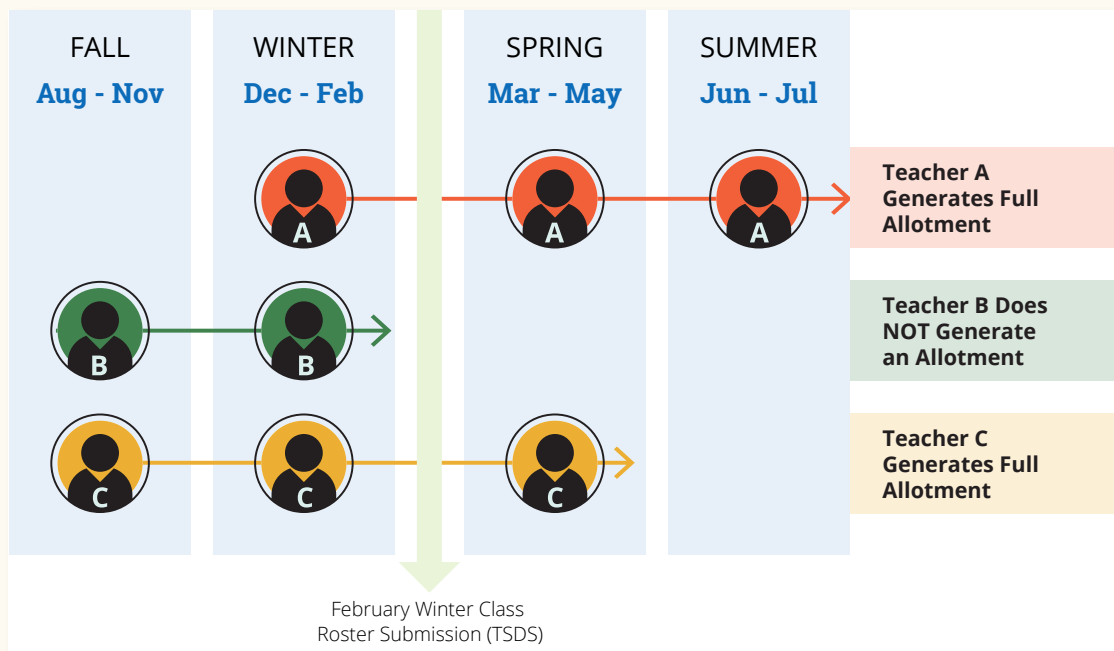 FALL
Aug - Nov
WINTER
Dec - Feb
SPRING
Mar - May
SUMMER
Jun - Jul
A
A
A
Teacher A
Generates Full
Allotment
B
B
Teacher B Does
NOT Generate
an Allotment
C
C
C
Teacher C
Generates Full
Allotment
February Winter Class
Roster Submission (TSDS)